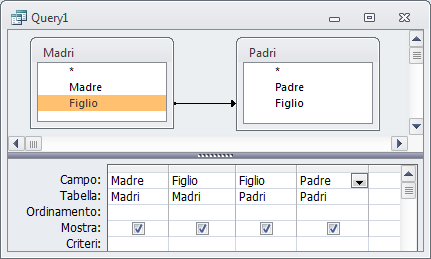 Query1
Madri
*
Madre
Figlio
Padri
*
Padre
Figlio
Campo: Madre Figlio Figlio Padre
Tabella: Madri Madri Padri Padri
Ordinamento:
Mostra:
Criteri: